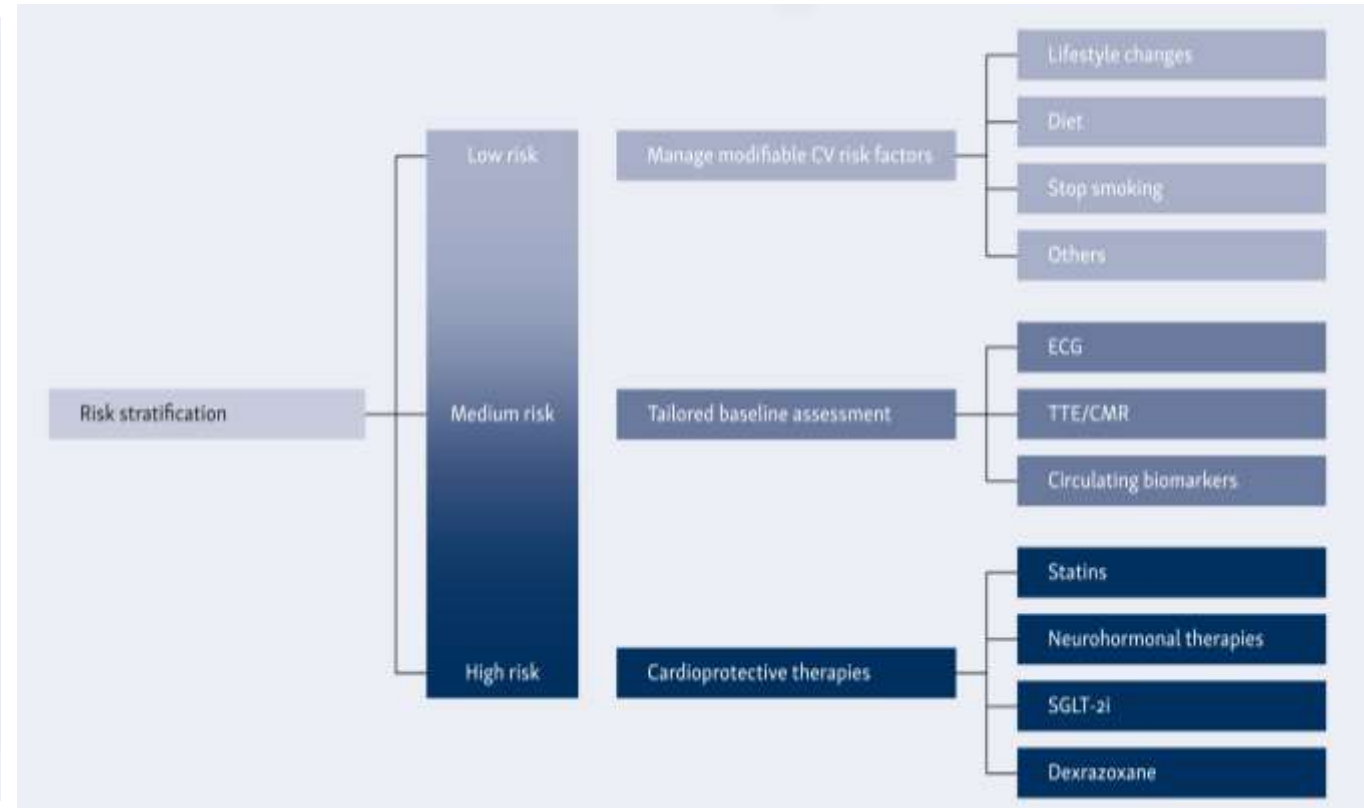 Risk stratification
Low risk
Medium risk
High risk
Manage modifiable CV risk factors
Lifestyle changes
Diet
Stop smoking
Others
Tailored baseline assessment
ECG
TTE/CMR
Circulating biomarkers
Cardioprotective therapies
Statins
Neurohormonal therapies
SGLT-2i
Dexrazoxane